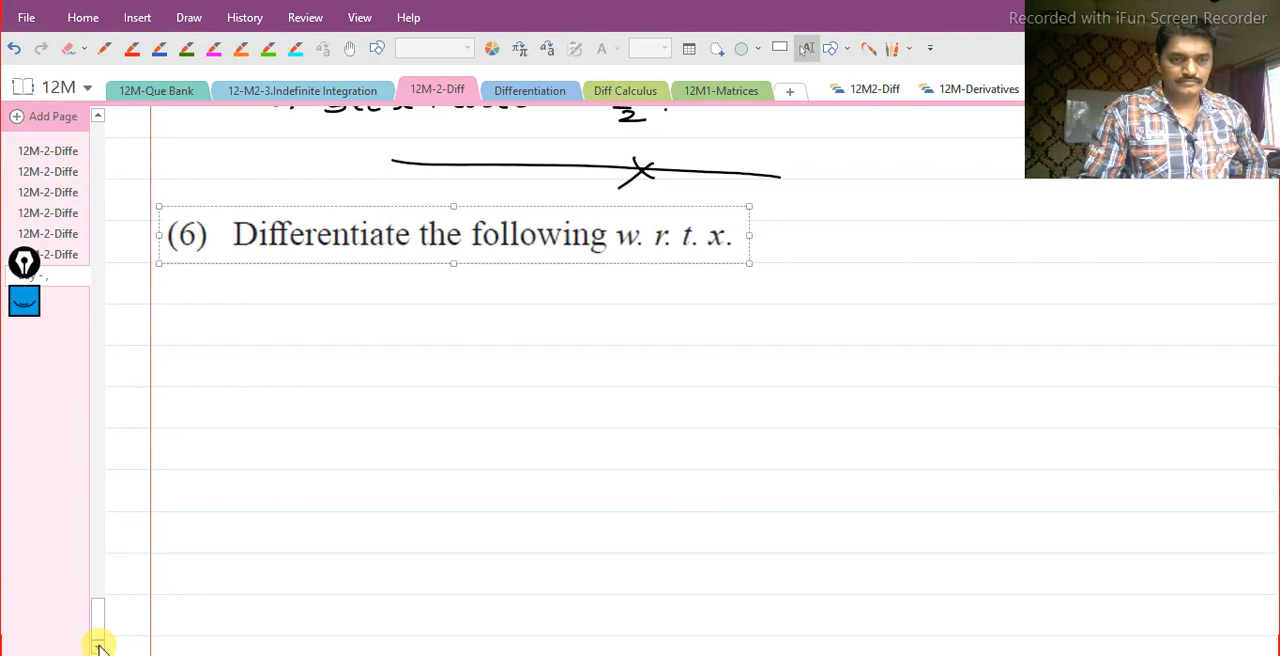 File Home Insert Draw History Review View Help
Recorded with iFun Screen Recorder
12M 12M-Que Bank 12-M2-3.Indefinite Integration 12M-2-Diff Differentiation Diff Calculus 12M1-Matrices + 12M2-Diff 12M-Derivatives
Add Page
12M-2-Diffe
12M-2-Diffe
12M-2-Diffe
12M-2-Diffe
12M-2-Diffe
-2-Diffe
(6) Differentiate the following w. r. t. x.